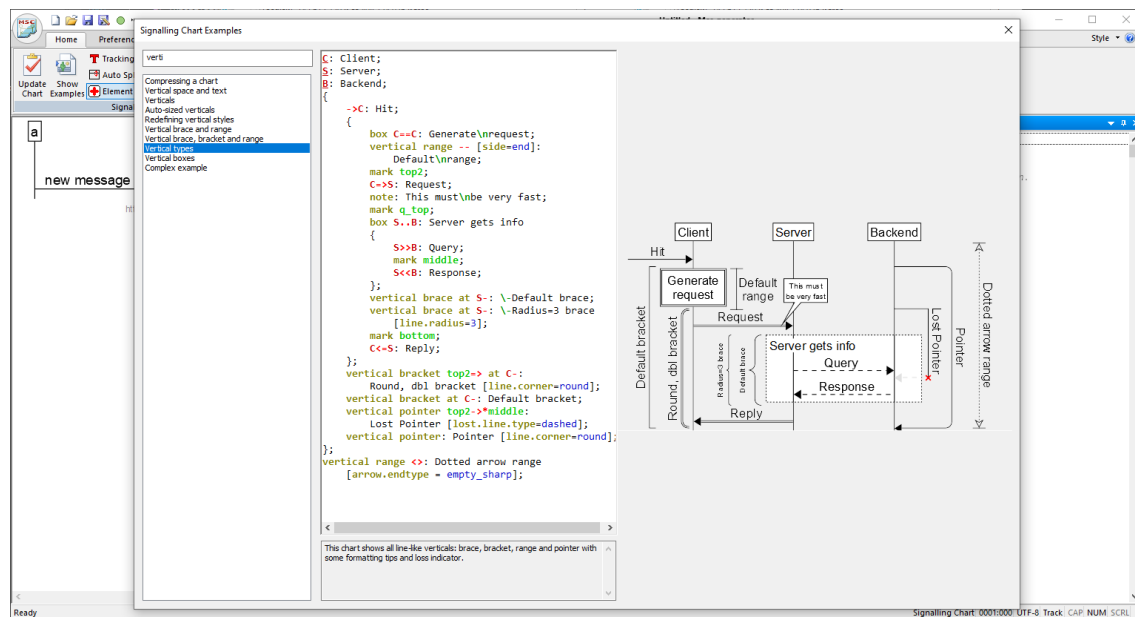 Signalling Chart Examples
MSC
Home
Preferenc
Style
Update
Chart
Show
Examples
Tracking
Auto Spl
Element
Signa
verti
Compressing a chart
Vertical space and text
Verticals
Auto-sized verticals
Redefining vertical styles
Vertical brace and range
Vertical brace, bracket and range
Vertical types
Vertical boxes
Complex example
C: Client;
S: Server;
B: Backend;
{
->C: Hit;
{
box C==C: Generate\nrequest;
vertical range -- [side=end]:
Default\nrange;
mark top2;
C=>S: Request;
note: This must\nbe very fast;
mark q_top;
box S..B: Server gets info
{
S>>B: Query;
mark middle;
S<<B: Response;
};
vertical brace at S-: \-Default brace;
vertical brace at S-: \-Radius=3 brace
[line.radius=3];
mark bottom;
C<=S: Reply;
};
vertical bracket top2=> at C-:
Round, dbl bracket [line.corner=round];
vertical bracket at C-: Default bracket;
vertical pointer top2->*middle:
Lost Pointer [lost.line.type=dashed];
vertical pointer: Pointer [line.corner=round];
};
vertical range <>: Dotted arrow range
[arrow.endtype = empty_sharp];
This chart shows all line-like verticals: brace, bracket, range and pointer with
some formatting tips and loss indicator.
a
new message
Client
Server
Backend
Hit
Generate
request
Default
range
This must
be very fast
Request
Server gets info
Query
Response
Reply
Default bracket
Round, dbl bracket
Radius=3 brace
Default brace
Lost Pointer
Pointer
Dotted arrow range
Ready
Signalling Chart 0001:000 UTF-8 Track CAP NUM SCRL